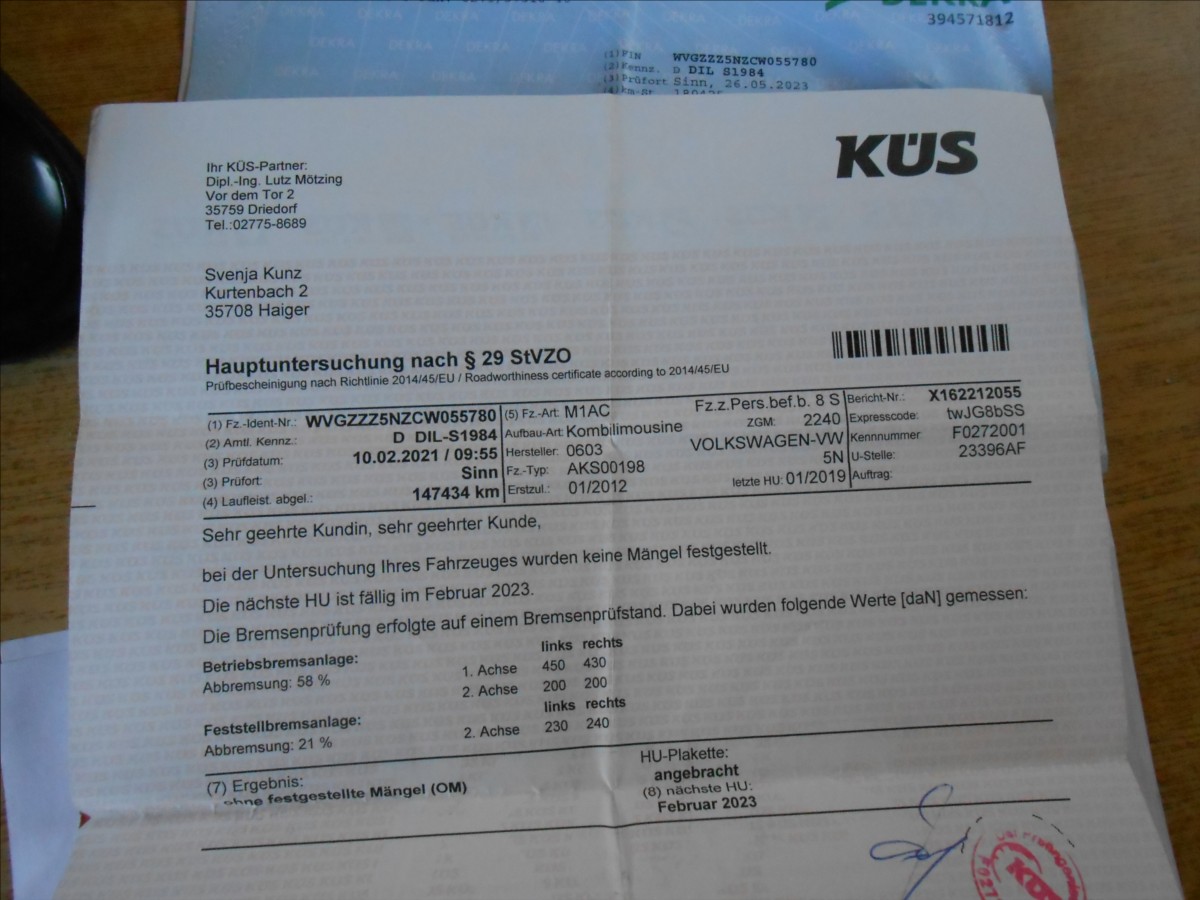 DEKRA
394571812
(1) FIN WVGZZZ5NZCW055780
(2) Kennz. D DIL S1984
(3) Prüfort Sinn, 26.05.2023
(4) km-St.
KÜS
Ihr KÜS-Partner:
Dipl.-Ing. Lutz Mötzing
Vor dem Tor 2
35759 Driedorf
Tel.:02775-8689
Svenja Kunz
Kurtenbach 2
35708 Haiger
Hauptuntersuchung nach § 29 StVZO
Prüfbescheinigung nach Richtlinie 2014/45/EU / Roadworthiness certificate according to 2014/45/EU
(1) Fz.-Ident-Nr.: WVGZZZ5NZCW055780
(2) Amtl. Kennz.: D DIL-S1984
(3) Prüfdatum: 10.02.2021 / 09:55
(3) Prüfort: Sinn
(4) Laufleist. abgel.: 147434 km
(5) Fz.-Art: M1AC Fz.z.Pers.bef.b. 8 S
Aufbau-Art: Kombilimousine ZGM: 2240
Hersteller: 0603 VOLKSWAGEN-VW
Fz.-Typ: AKS00198 5N
Erstzul.: 01/2012 letzte HU: 01/2019
Bericht-Nr.: X162212055
Expresscode: twJG8bSS
Kennnummer F0272001
U-Stelle: 23396AF
Auftrag:
Sehr geehrte Kundin, sehr geehrter Kunde,
bei der Untersuchung Ihres Fahrzeuges wurden keine Mängel festgestellt.
Die nächste HU ist fällig im Februar 2023.
Die Bremsenprüfung erfolgte auf einem Bremsenprüfstand. Dabei wurden folgende Werte [daN] gemessen:
links rechts
Betriebsbremsanlage: 1. Achse 450 430
Abbremsung: 58 % 2. Achse 200 200
links rechts
Feststellbremsanlage: 2. Achse 230 240
Abbremsung: 21 %
(7) Ergebnis:
ohne festgestellte Mängel (OM)
HU-Plakette:
angebracht
(8) nächste HU:
Februar 2023
KÜS